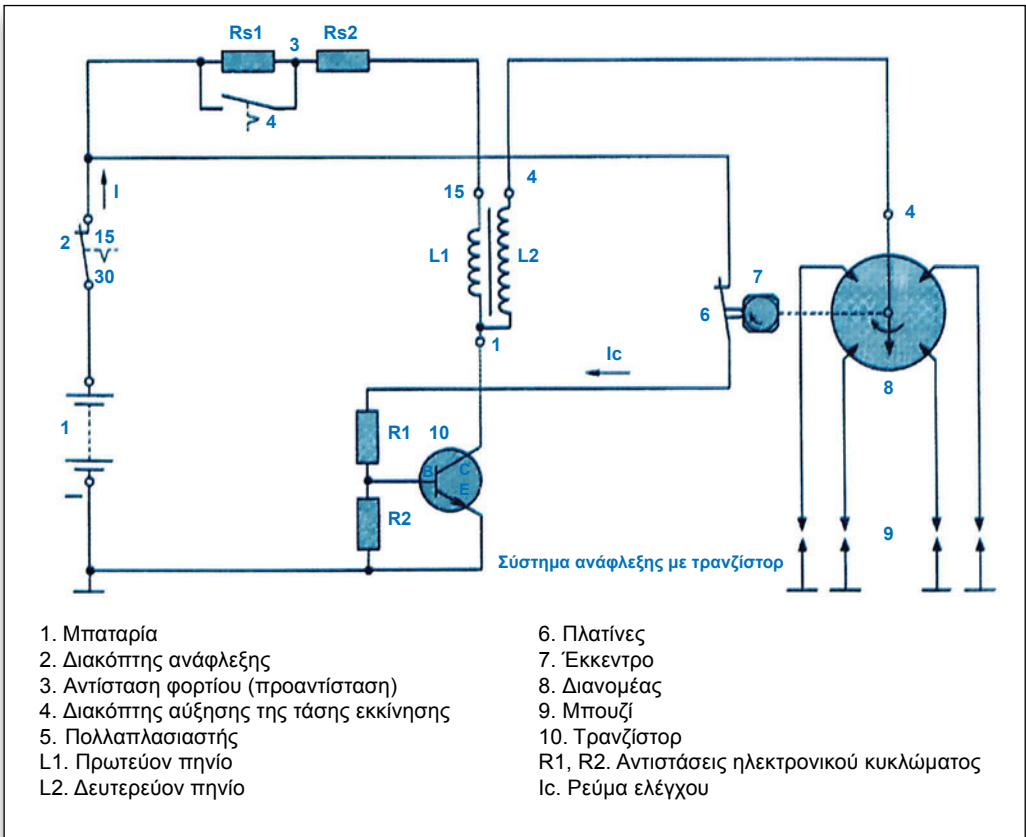 Rs1
3
Rs2
4
I
15
4
4
2
15
30
L1
L2
7
6
1
Ic
8
1
R1
10
B
C
E
R2
9
Σύστημα ανάφλεξης με τρανζίστορ
1. Μπαταρία
2. Διακόπτης ανάφλεξης
3. Αντίσταση φορτίου (προαντίσταση)
4. Διακόπτης αύξησης της τάσης εκκίνησης
5. Πολλαπλασιαστής
L1. Πρωτεύον πηνίο
L2. Δευτερεύον πηνίο
6. Πλατίνες
7. Έκκεντρο
8. Διανομέας
9. Μπουζί
10. Τρανζίστορ
R1, R2. Αντιστάσεις ηλεκτρονικού κυκλώματος
Ic. Ρεύμα ελέγχου